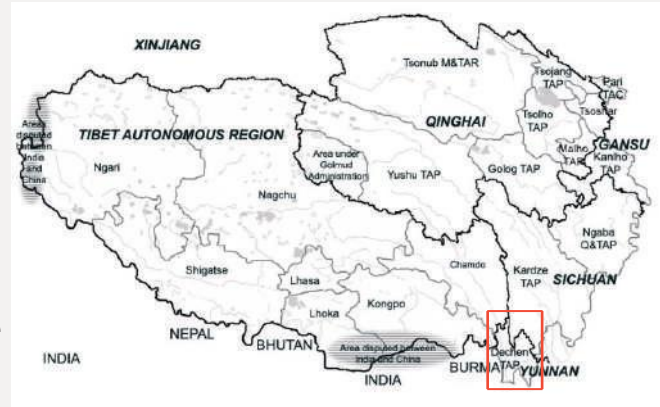 XINJIANG
Tsonub M&TAR
Tsojang
TAP
Pari
TAC
Tsoshar
Area
disputed
between
India
and
China
TIBET AUTONOMOUS REGION
QINGHAI
Tsolho
TAP
GANSU
Malho
TAP
Kanlho
TAP
Ngari
Area under
Golmud
Administration
Yushu TAP
Golog TAP
Nagchu
Ngaba
Q&TAP
Shigatse
Lhasa
Chamdo
Kardze
TAP
SICHUAN
Lhoka
Kongpo
NEPAL
BHUTAN
Area disputed between
India and China
Dechen
TAP
BURMA
YUNNAN
INDIA
INDIA